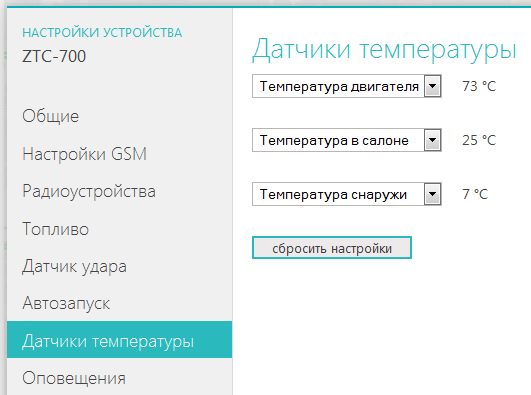 НАСТРОЙКИ УСТРОЙСТВА
ZTC-700
Общие
Настройки GSM
Радиоустройства
Топливо
Датчик удара
Автозапуск
Датчики температуры
Оповещения
Датчики температуры
Температура двигателя 73 °C
Температура в салоне 25 °C
Температура снаружи 7 °C
сбросить настройки